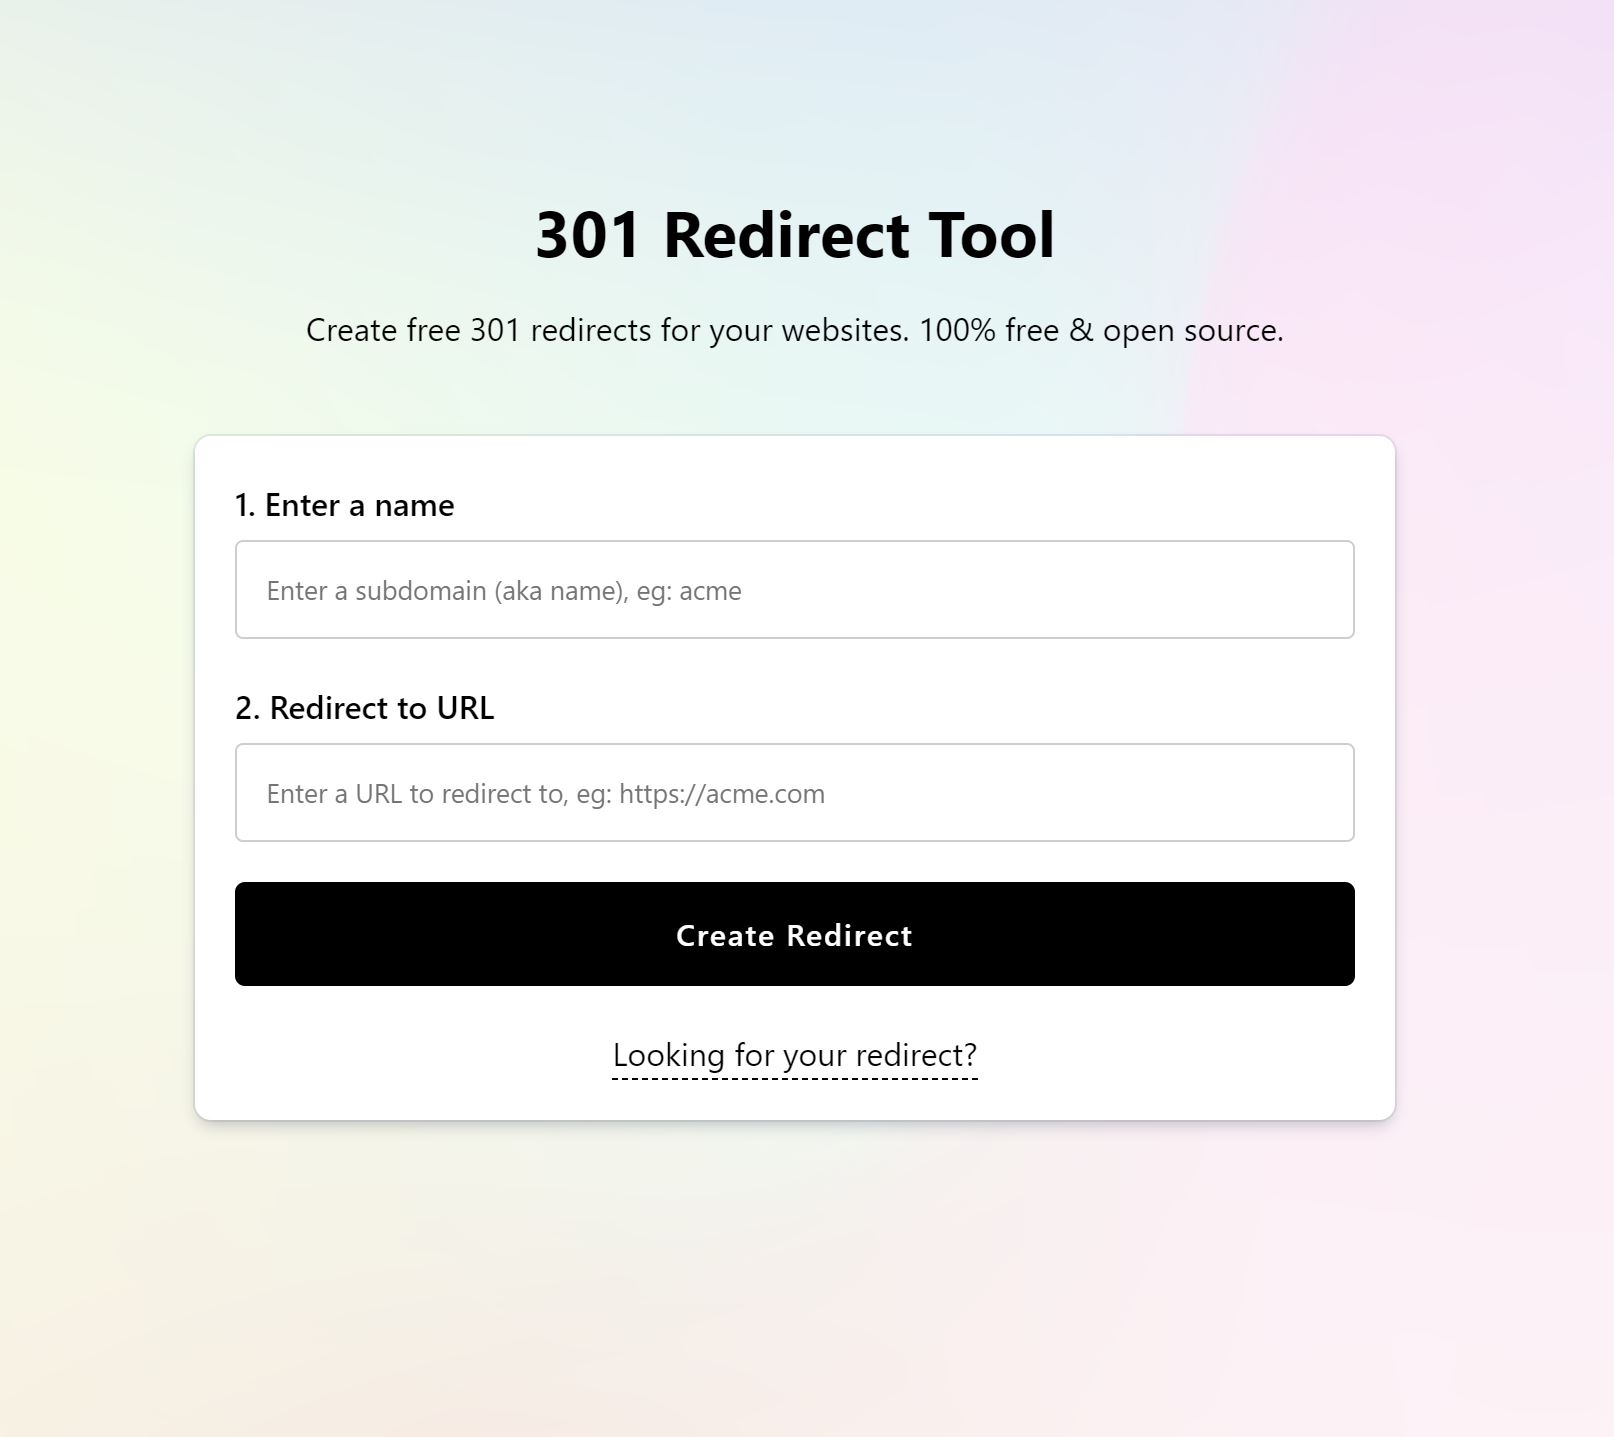 301 Redirect Tool
Create free 301 redirects for your websites. 100% free & open source.
1. Enter a name
Enter a subdomain (aka name), eg: acme
2. Redirect to URL
Enter a URL to redirect to, eg: https://acme.com
Create Redirect
Looking for your redirect?